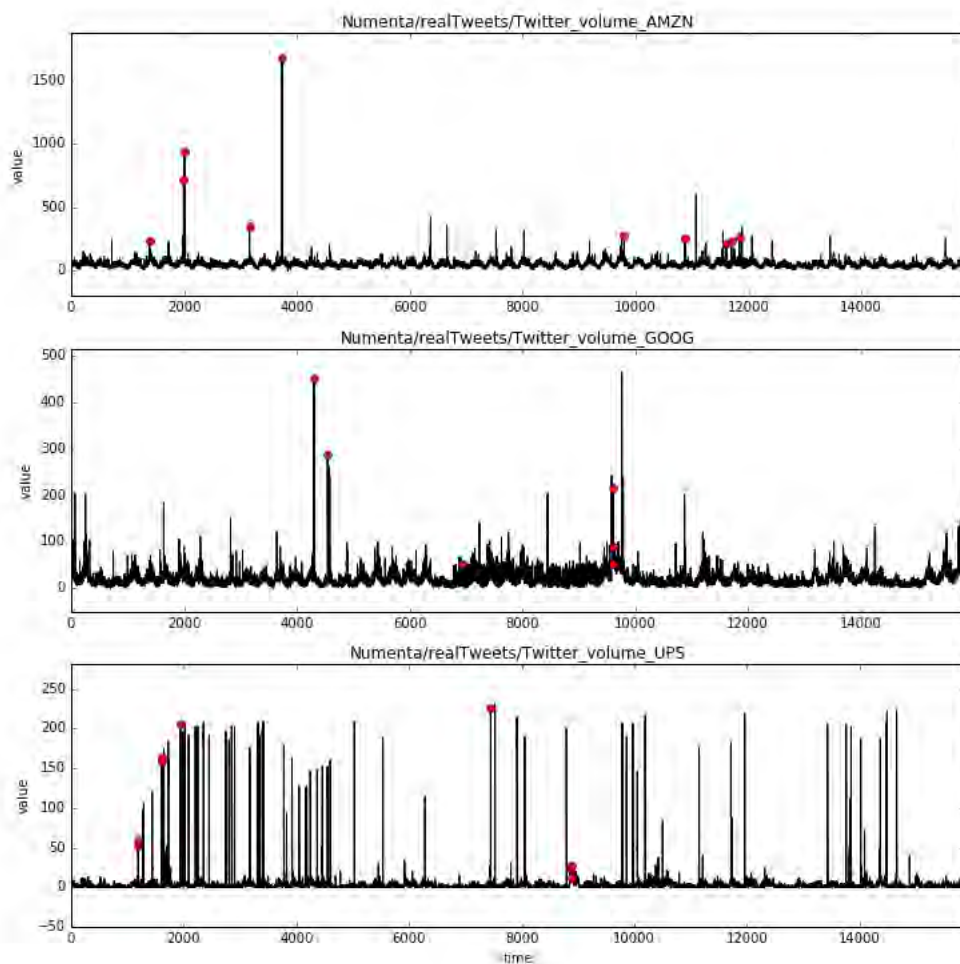 Numenta/realTweets/Twitter_volume_AMZN
1500
1000
500
0
value
0 2000 4000 6000 8000 10000 12000 14000
Numenta/realTweets/Twitter_volume_GOOG
500
400
300
200
100
0
value
0 2000 4000 6000 8000 10000 12000 14000
Numenta/realTweets/Twitter_volume_UPS
250
200
150
100
50
0
−50
value
0 2000 4000 6000 8000 10000 12000 14000
time